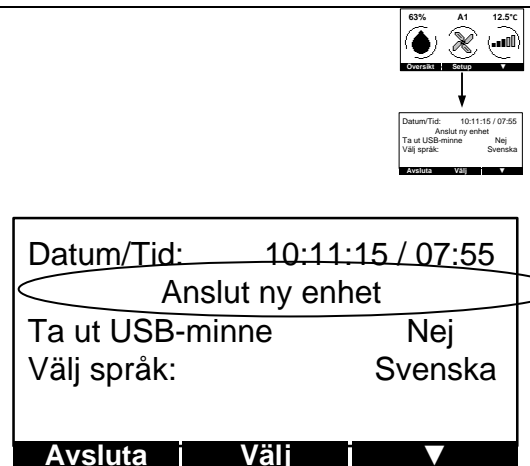 63% A1 12.5°C
Översikt Setup ▼
Datum/Tid: 10:11:15 / 07:55
Anslut ny enhet
Ta ut USB-minne Nej
Välj språk: Svenska
Avsluta Välj ▼
Datum/Tid: 10:11:15 / 07:55
Anslut ny enhet
Ta ut USB-minne Nej
Välj språk: Svenska
Avsluta Välj ▼